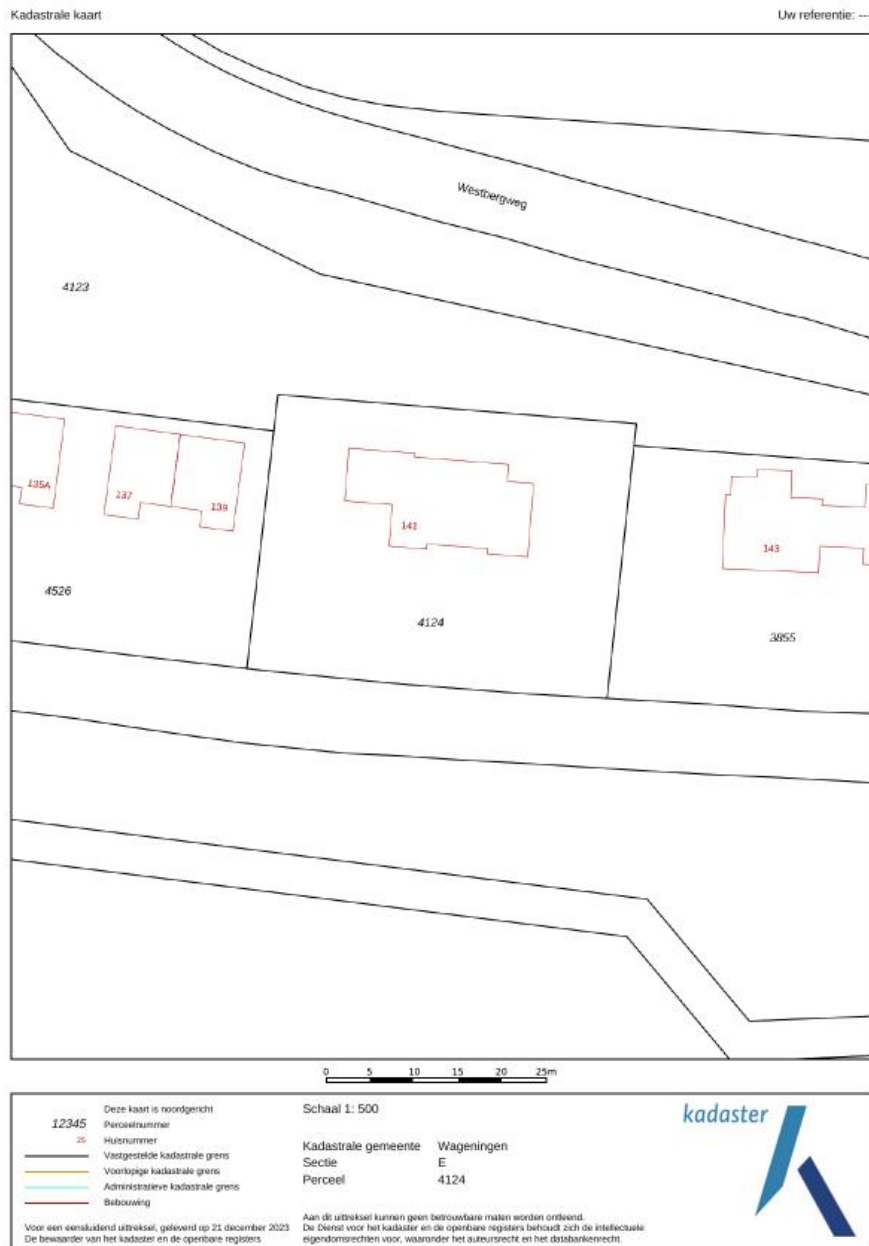 Kadastrale kaart
Uw referentie: ---
Westbergweg
4123
135A
137
139
141
143
4526
4124
3855
0 5 10 15 20 25m
Deze kaart is noordgericht
12345 Perceelnummer
25 Huisnummer
Vastgestelde kadastrale grens
Voorlopige kadastrale grens
Administratieve kadastrale grens
Bebouwing
Voor een eensluidend uittreksel, geleverd op 21 december 2023
De bewaarder van het kadaster en de openbare registers
Schaal 1: 500
Kadastrale gemeente Wageningen
Sectie E
Perceel 4124
Aan dit uittreksel kunnen geen betrouwbare maten worden ontleend.
De Dienst voor het kadaster en de openbare registers behoudt zich de intellectuele
eigendomsrechten voor, waaronder het auteursrecht en het databankenrecht.
kadaster